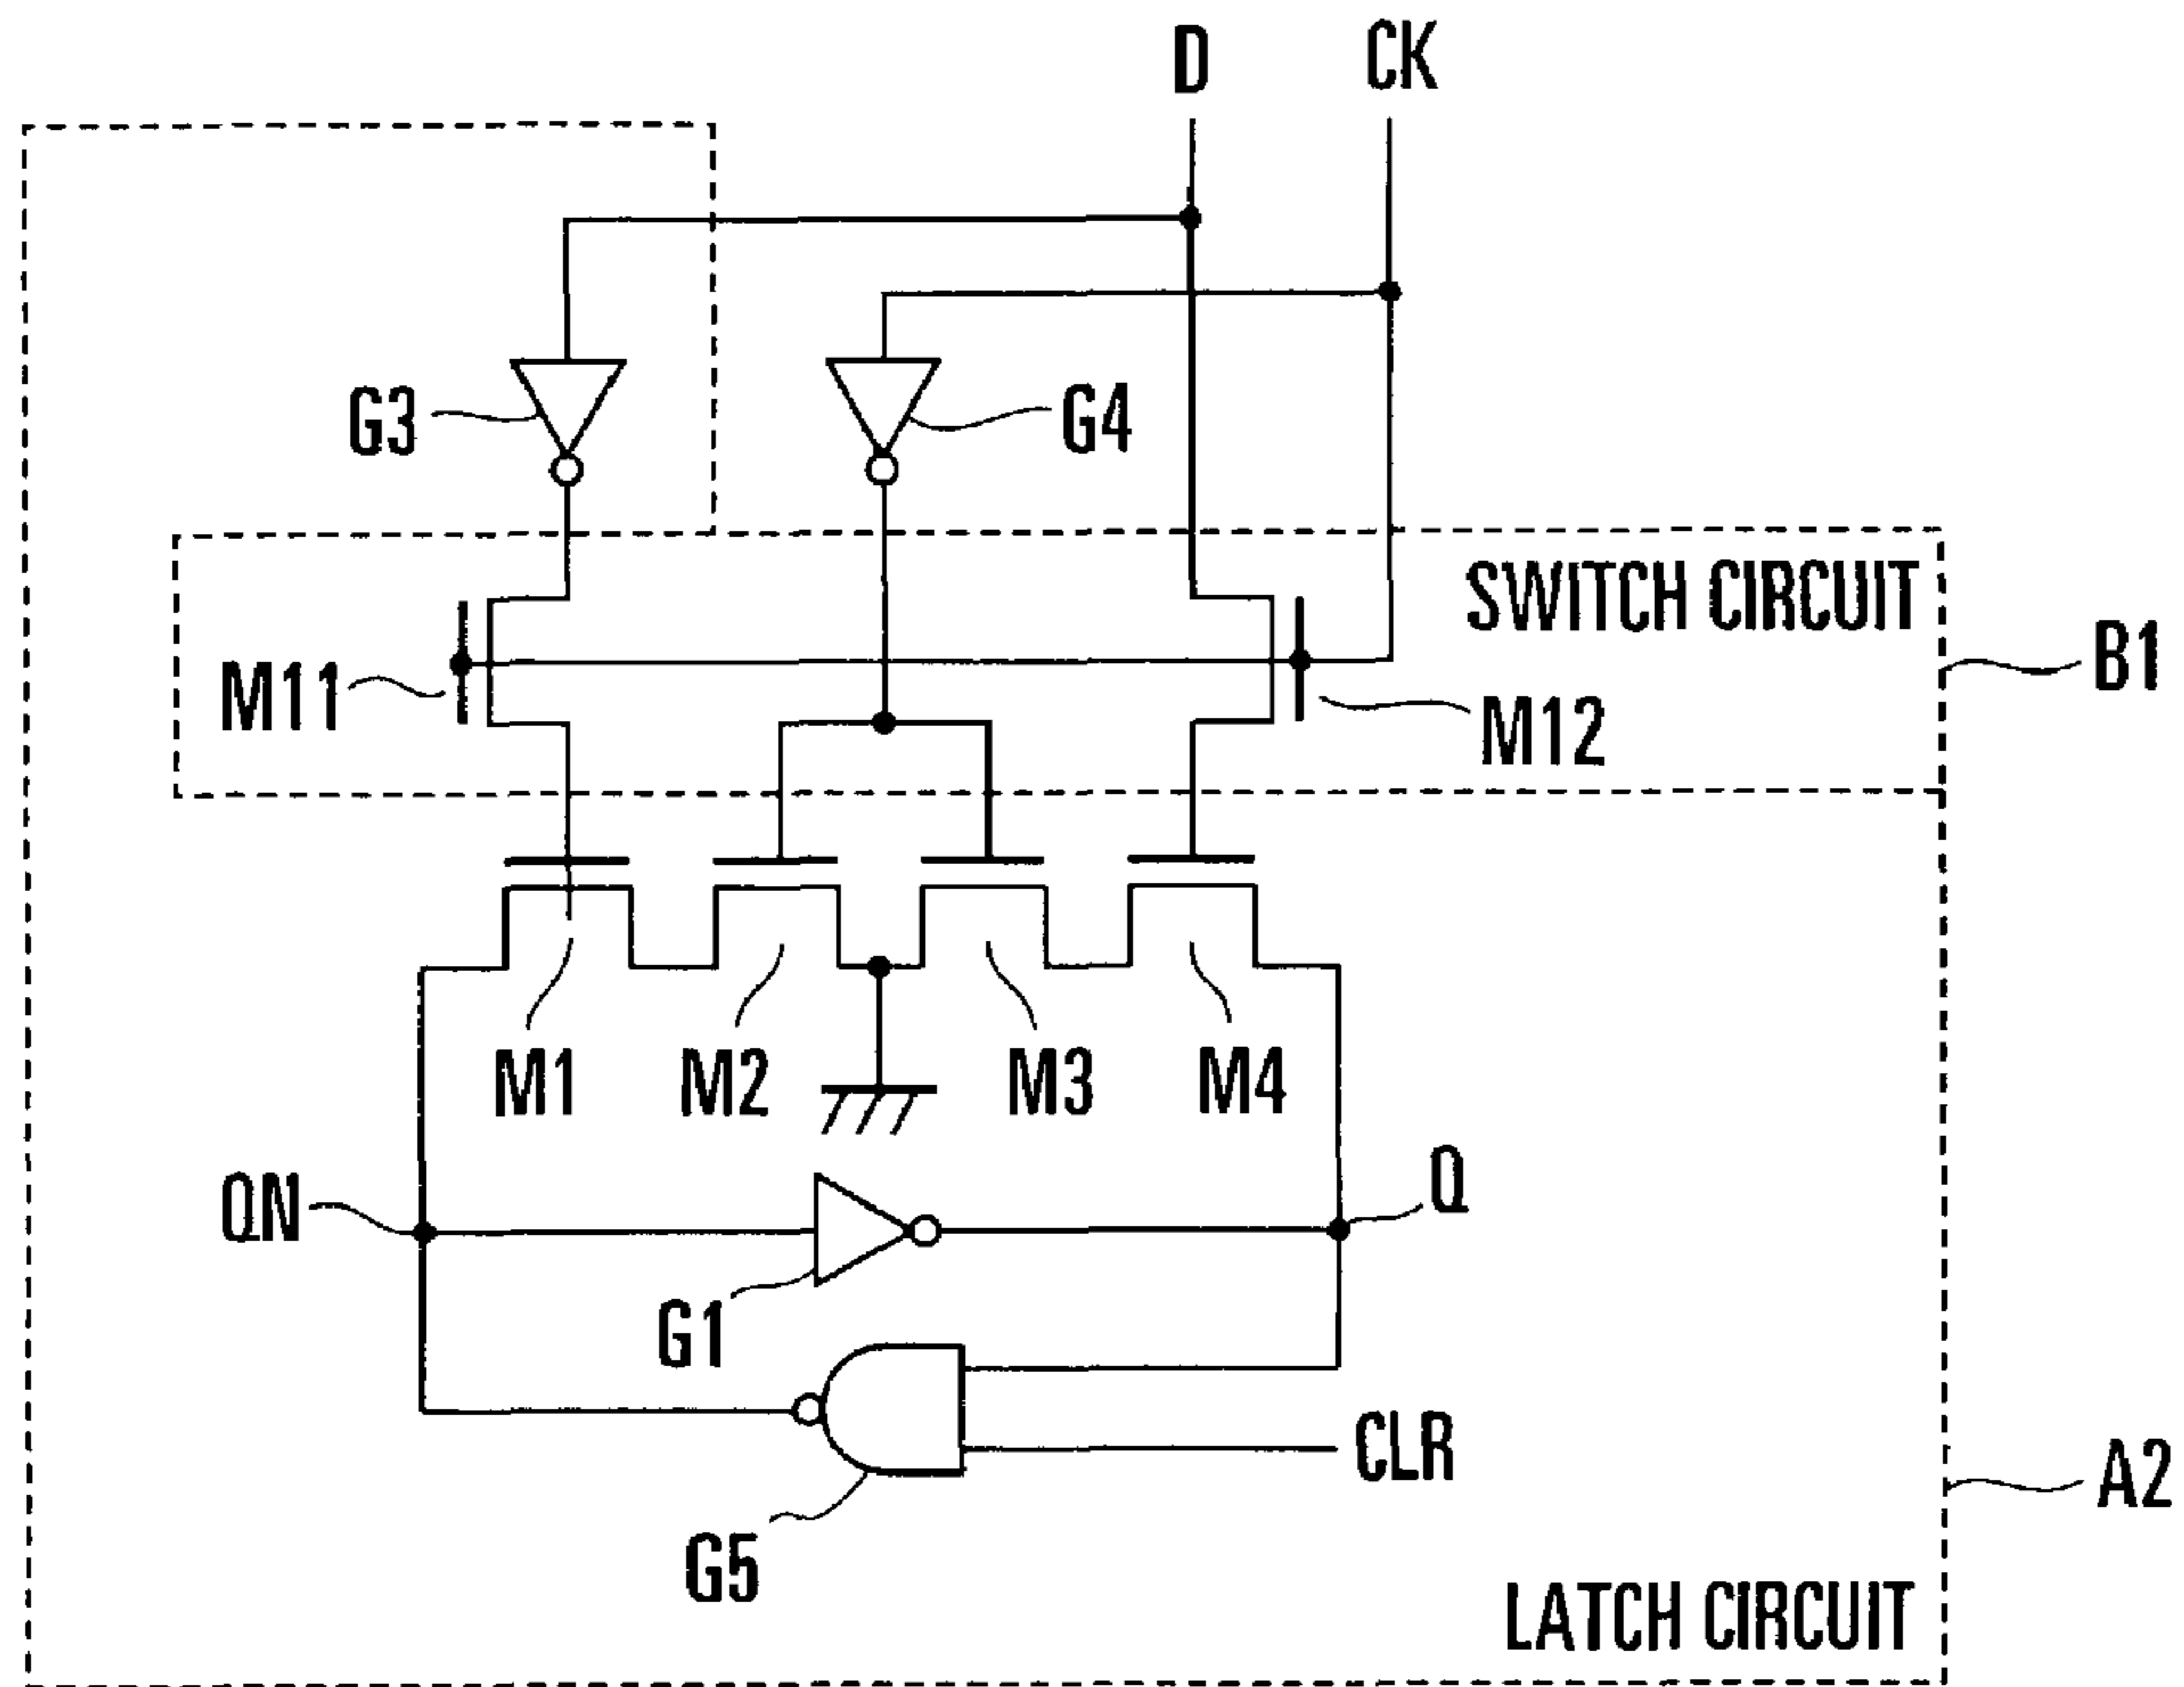 D
CK
G3
G4
SWITCH CIRCUIT
B1
M11
M12
M1
M2
M3
M4
QN
Q
G1
CLR
A2
G5
LATCH CIRCUIT